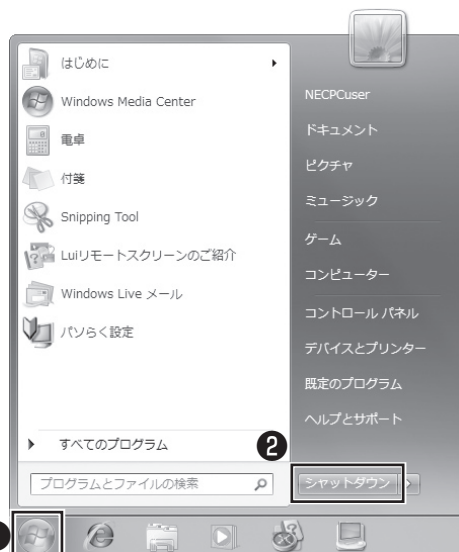 はじめに
Windows Media Center
電卓
付箋
Snipping Tool
Luiリモートスクリーンのご紹介
Windows Live メール
パソらく設定
すべてのプログラム
プログラムとファイルの検索
NECPCuser
ドキュメント
ピクチャ
ミュージック
ゲーム
コンピューター
コントロール パネル
デバイスとプリンター
既定のプログラム
ヘルプとサポート
❷
シャットダウン